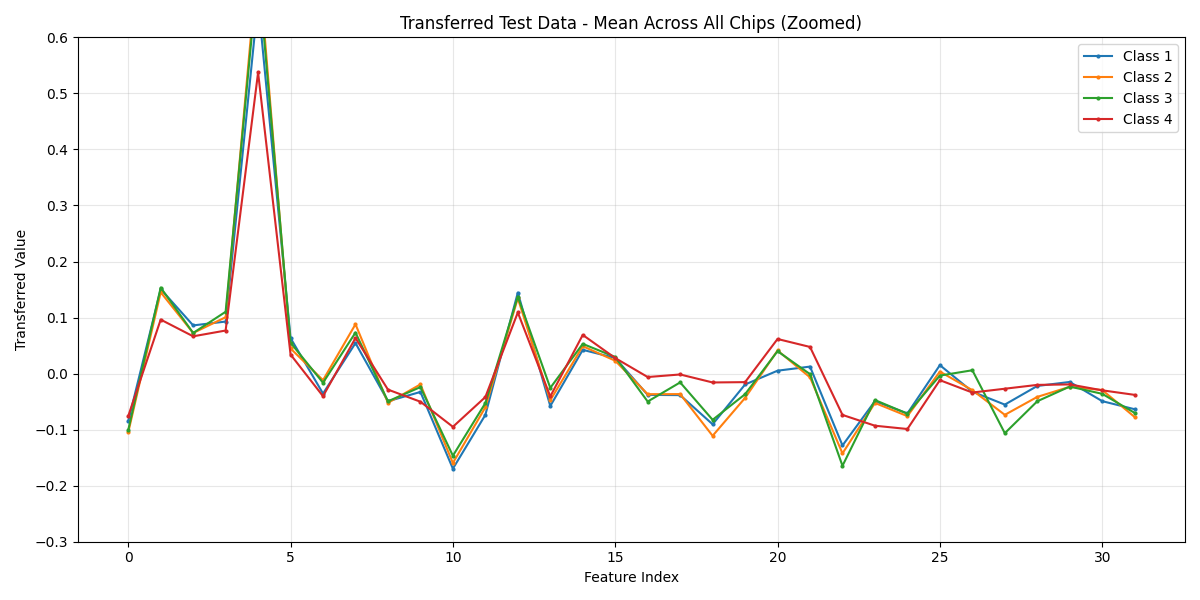 Transferred Test Data - Mean Across All Chips (Zoomed)
Transferred Value
0.6
0.5
0.4
0.3
0.2
0.1
0.0
−0.1
−0.2
−0.3
Class 1
Class 2
Class 3
Class 4
0 5 10 15 20 25 30
Feature Index